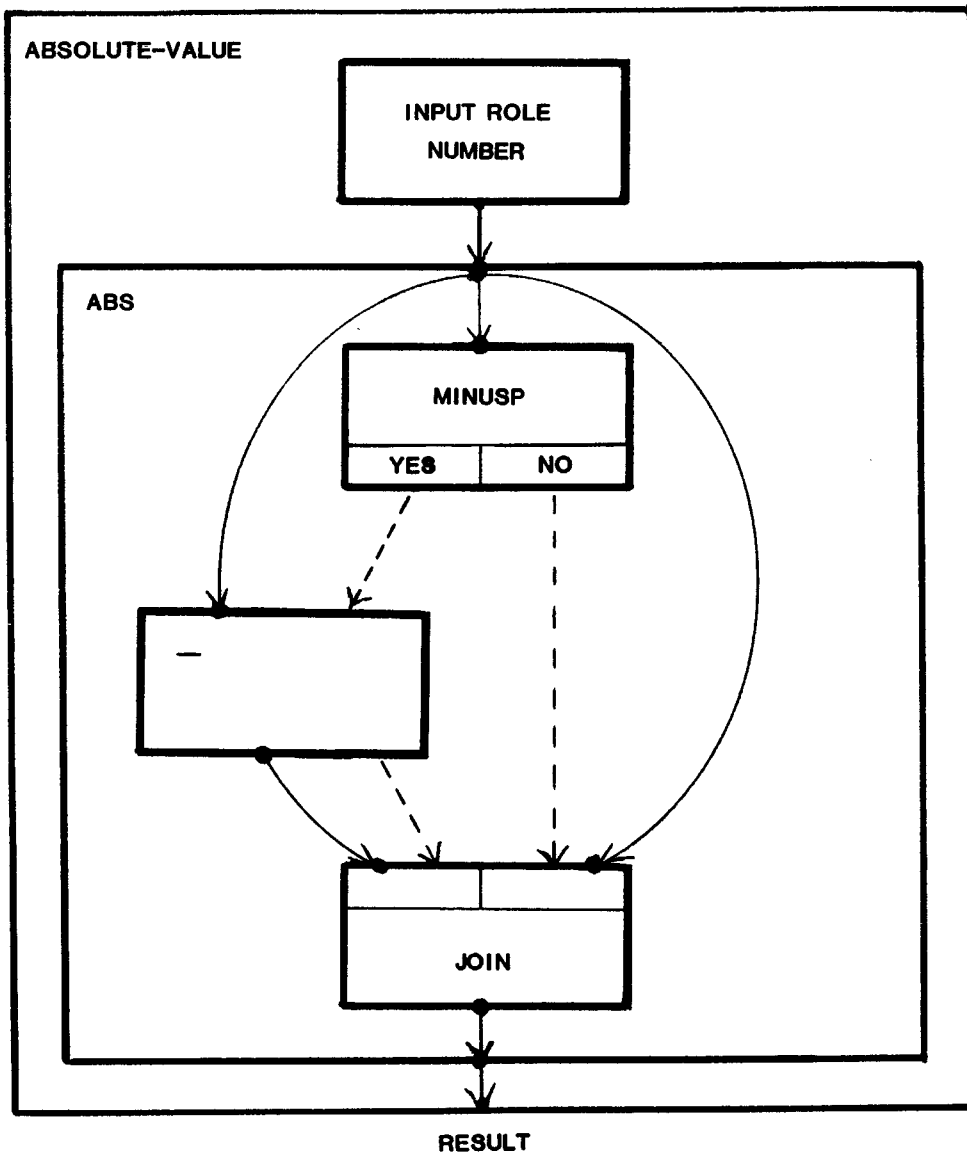 ABSOLUTE-VALUE
INPUT ROLE
NUMBER
ABS
MINUSP
YES NO
—
JOIN
RESULT